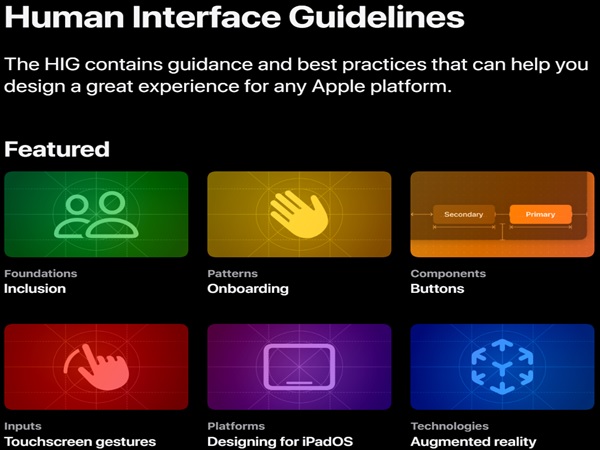 Human Interface Guidelines
The HIG contains guidance and best practices that can help you
design a great experience for any Apple platform.
Featured
Secondary
Primary
Foundations
Inclusion
Patterns
Onboarding
Components
Buttons
Inputs
Touchscreen gestures
Platforms
Designing for iPadOS
Technologies
Augmented reality